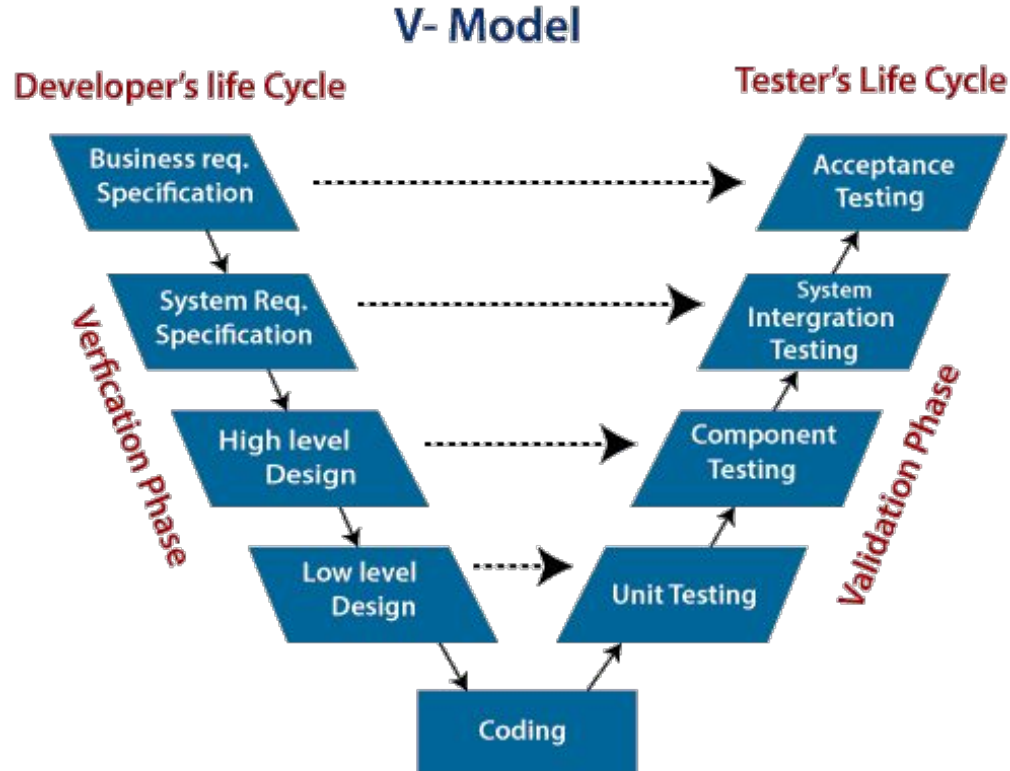 V- Model
Developer's life Cycle
Tester's Life Cycle
Business req.
Specification
Acceptance
Testing
System Req.
Specification
System
Intergration
Testing
Verfication Phase
High level
Design
Component
Testing
Validation Phase
Low level
Design
Unit Testing
Coding